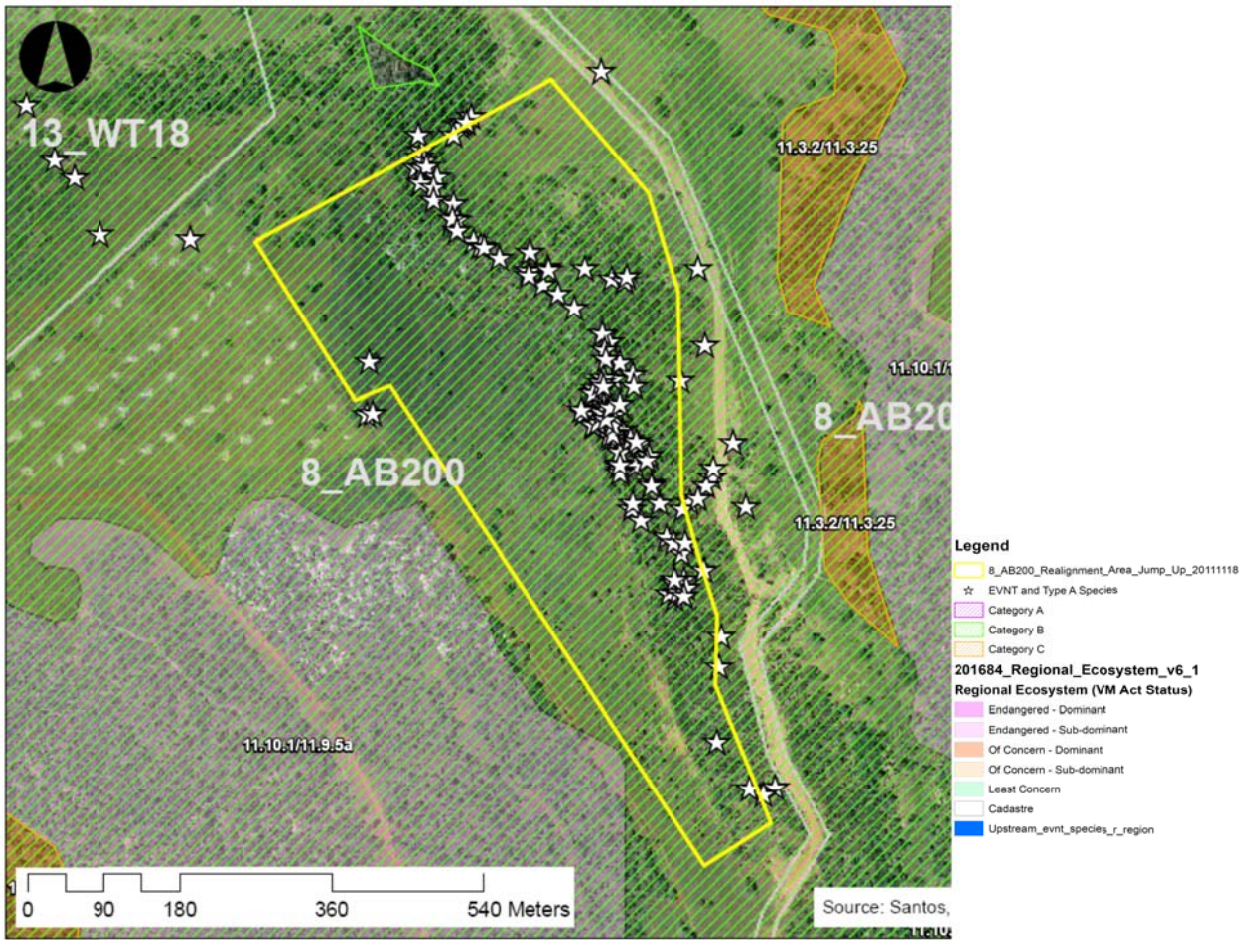 13_WT18
11.3.2/11.3.25
11.10.1/1
8_AB20
8_AB200
11.3.2/11.3.25
11.10.1/11.9.5a
1
0 90 180 360 540 Meters
Source: Santos,
11.10.
Legend
8_AB200_Realignment_Area_Jump_Up_20111118
EVNT and Type A Species
Category A
Category B
Category C
201684_Regional_Ecosystem_v6_1
Regional Ecosystem (VM Act Status)
Endangered - Dominant
Endangered - Sub-dominant
Of Concern - Dominant
Of Concern - Sub-dominant
Least Concern
Cadastre
Upstream_evnt_species_r_region